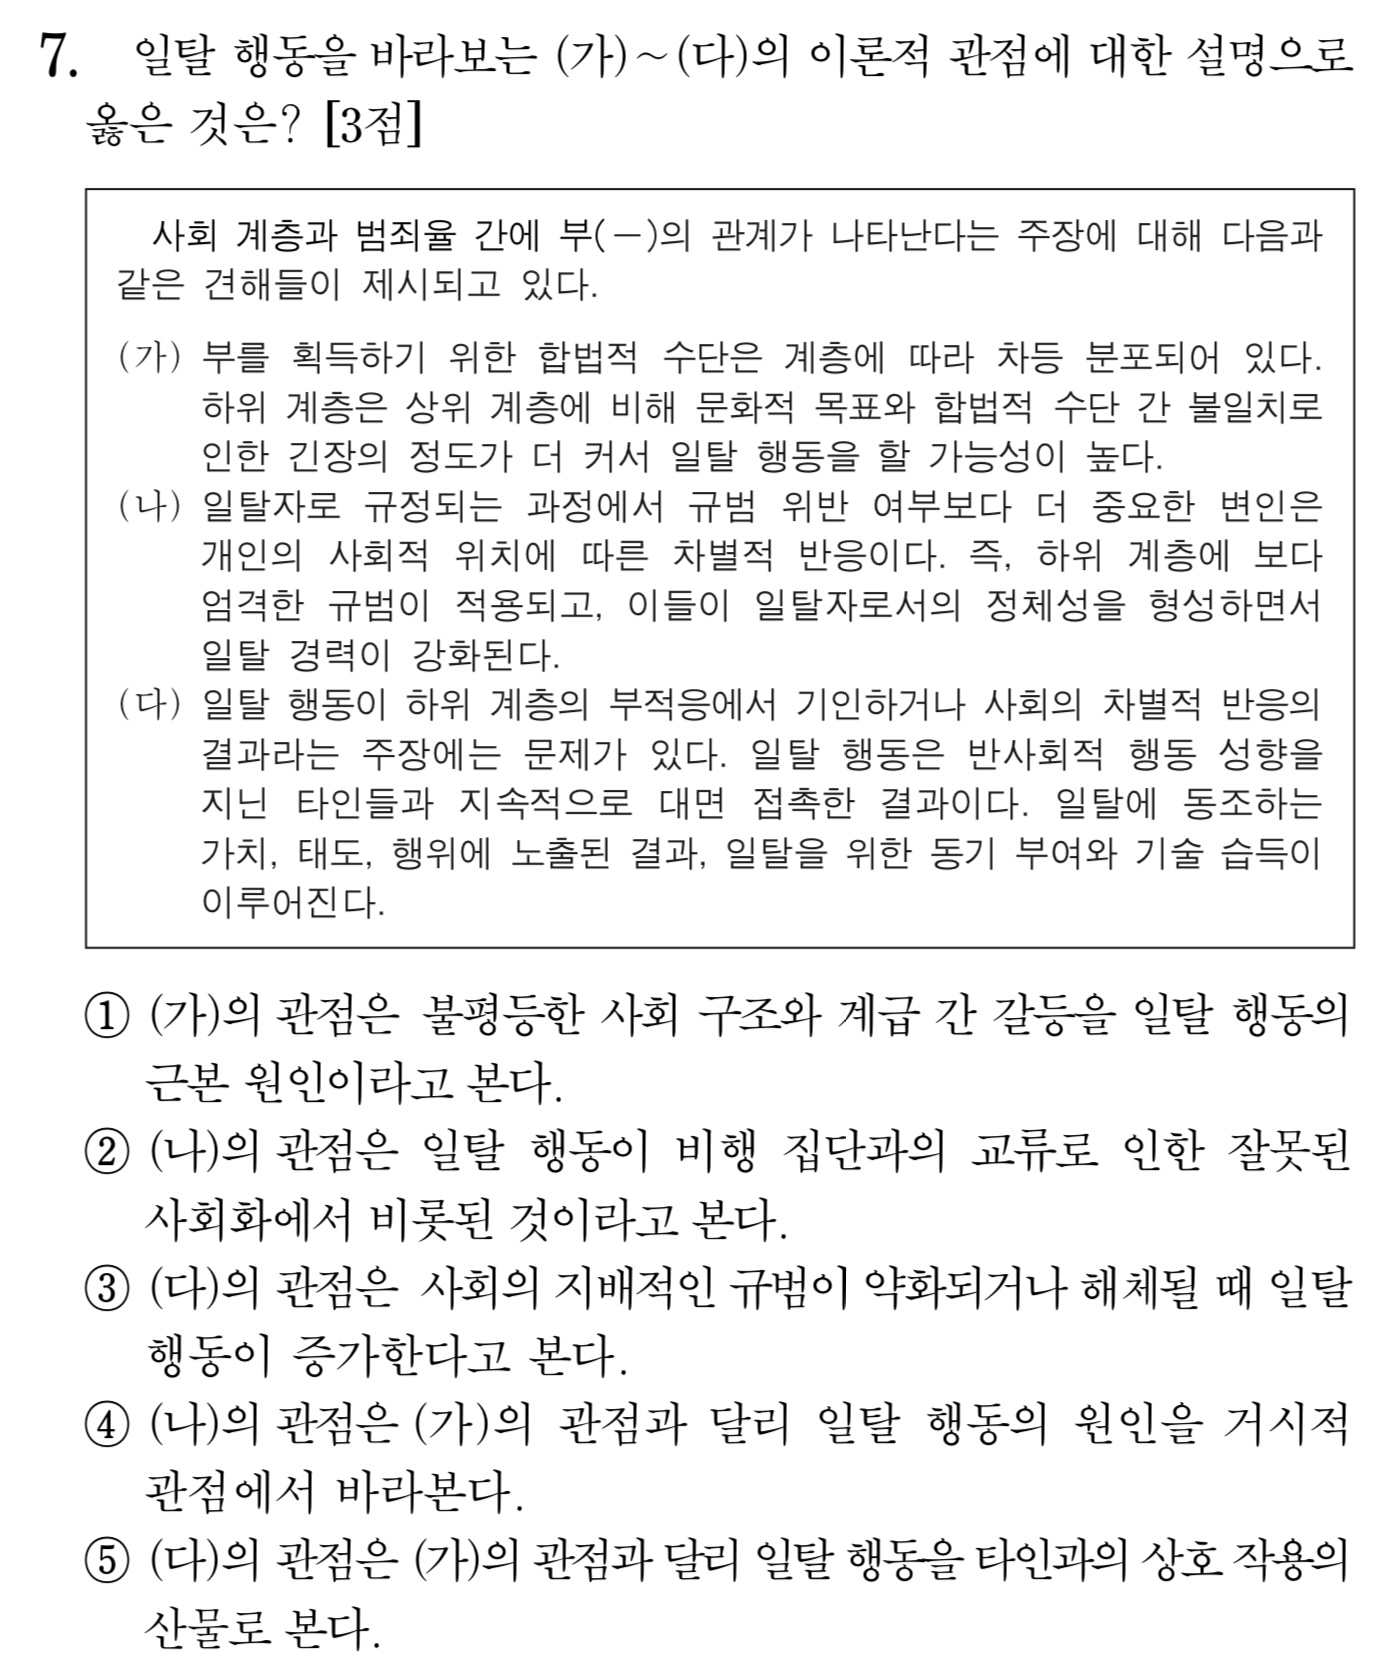 7. 일탈 행동을 바라보는 (가)~(다)의 이론적 관점에 대한 설명으로
옳은 것은? [3점]
사회 계층과 범죄율 간에 부(－)의 관계가 나타난다는 주장에 대해 다음과
같은 견해들이 제시되고 있다.
(가) 부를 획득하기 위한 합법적 수단은 계층에 따라 차등 분포되어 있다.
하위 계층은 상위 계층에 비해 문화적 목표와 합법적 수단 간 불일치로
인한 긴장의 정도가 더 커서 일탈 행동을 할 가능성이 높다.
(나) 일탈자로 규정되는 과정에서 규범 위반 여부보다 더 중요한 변인은
개인의 사회적 위치에 따른 차별적 반응이다. 즉, 하위 계층에 보다
엄격한 규범이 적용되고, 이들이 일탈자로서의 정체성을 형성하면서
일탈 경력이 강화된다.
(다) 일탈 행동이 하위 계층의 부적응에서 기인하거나 사회의 차별적 반응의
결과라는 주장에는 문제가 있다. 일탈 행동은 반사회적 행동 성향을
지닌 타인들과 지속적으로 대면 접촉한 결과이다. 일탈에 동조하는
가치, 태도, 행위에 노출된 결과, 일탈을 위한 동기 부여와 기술 습득이
이루어진다.
① (가)의 관점은 불평등한 사회 구조와 계급 간 갈등을 일탈 행동의
근본 원인이라고 본다.
② (나)의 관점은 일탈 행동이 비행 집단과의 교류로 인한 잘못된
사회화에서 비롯된 것이라고 본다.
③ (다)의 관점은 사회의 지배적인 규범이 약화되거나 해체될 때 일탈
행동이 증가한다고 본다.
④ (나)의 관점은 (가)의 관점과 달리 일탈 행동의 원인을 거시적
관점에서 바라본다.
⑤ (다)의 관점은 (가)의 관점과 달리 일탈 행동을 타인과의 상호 작용의
산물로 본다.